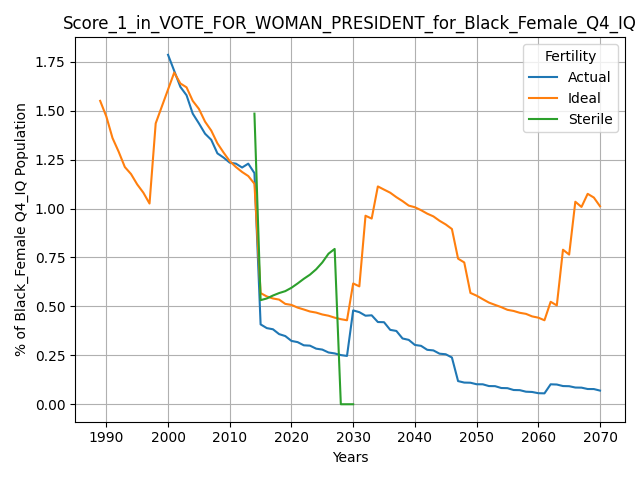 Score_1_in_VOTE_FOR_WOMAN_PRESIDENT_for_Black_Female_Q4_IQ
Fertility
Actual
Ideal
Sterile
% of Black_Female Q4_IQ Population
1.75
1.50
1.25
1.00
0.75
0.50
0.25
0.00
1990 2000 2010 2020 2030 2040 2050 2060 2070
Years